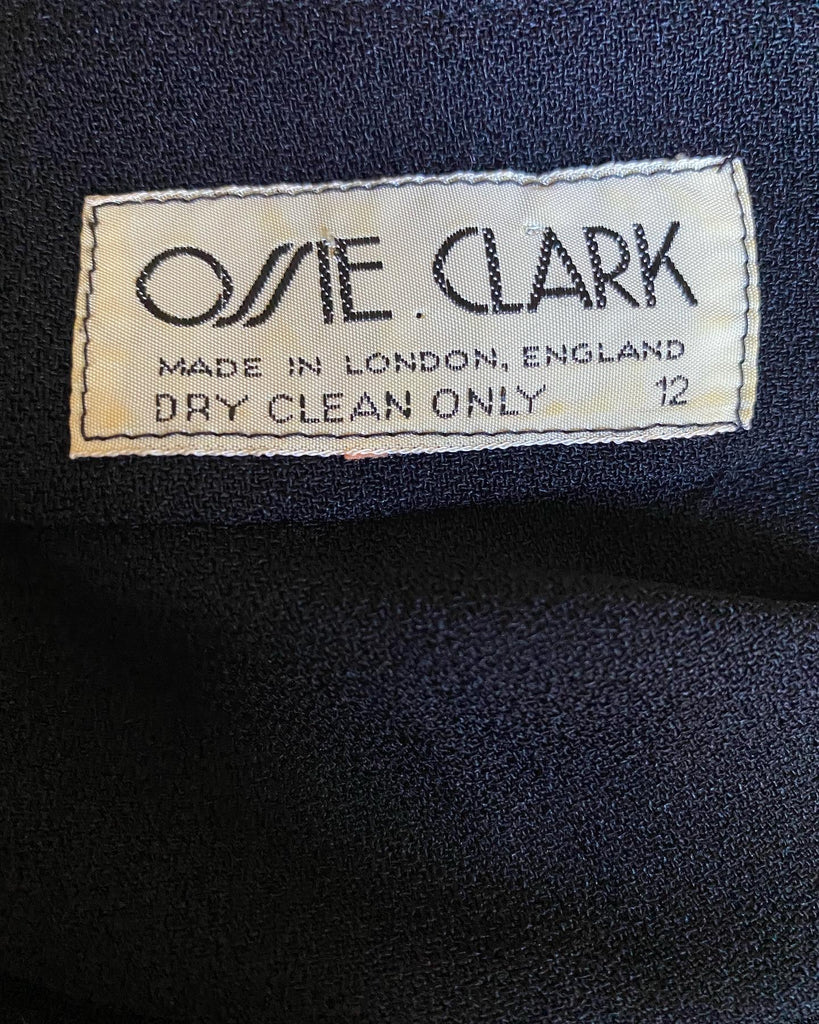 OSSIE. CLARK
MADE IN LONDON, ENGLAND
DRY CLEAN ONLY 12